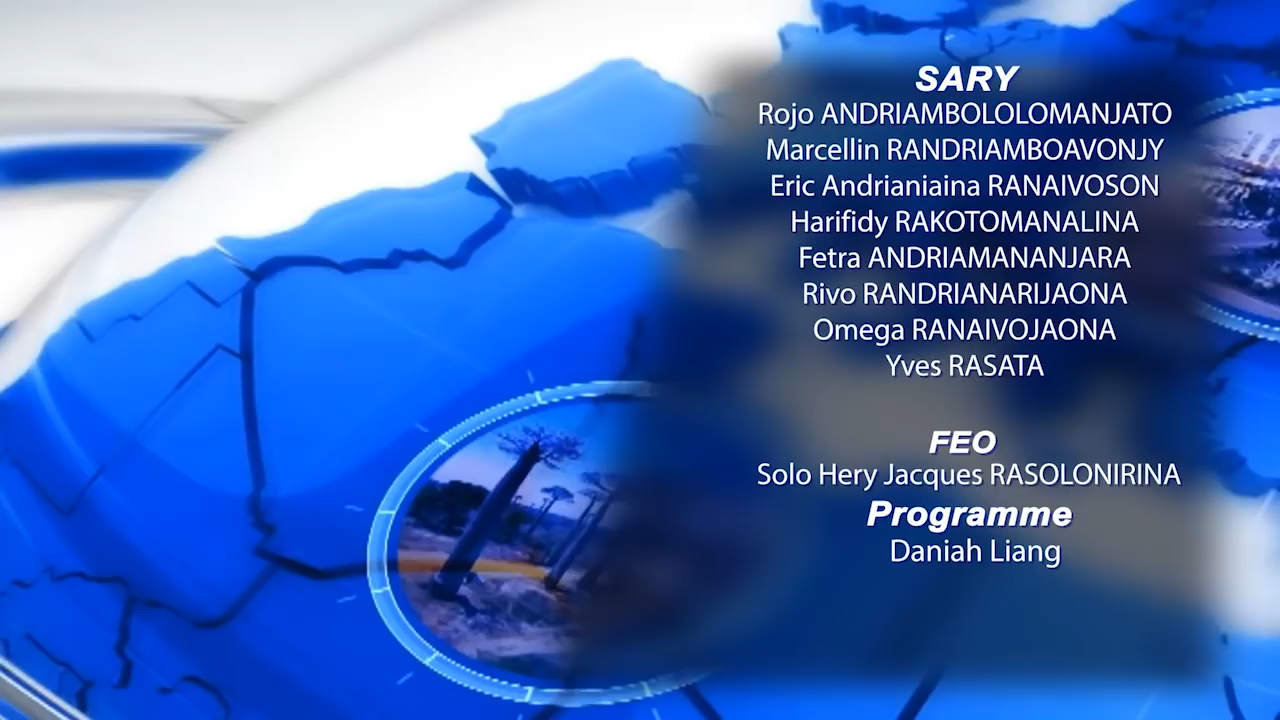 SARY
Rojo ANDRIAMBOLOLOMANJATO
Marcellin RANDRIAMBOAVONJY
Eric Andrianiaina RANAIVOSON
Harifidy RAKOTOMANALINA
Fetra ANDRIAMANANJARA
Rivo RANDRIANARIJAONA
Omega RANAIVOJAONA
Yves RASATA
FEO
Solo Hery Jacques RASOLONIRINA
Programme
Daniah Liang